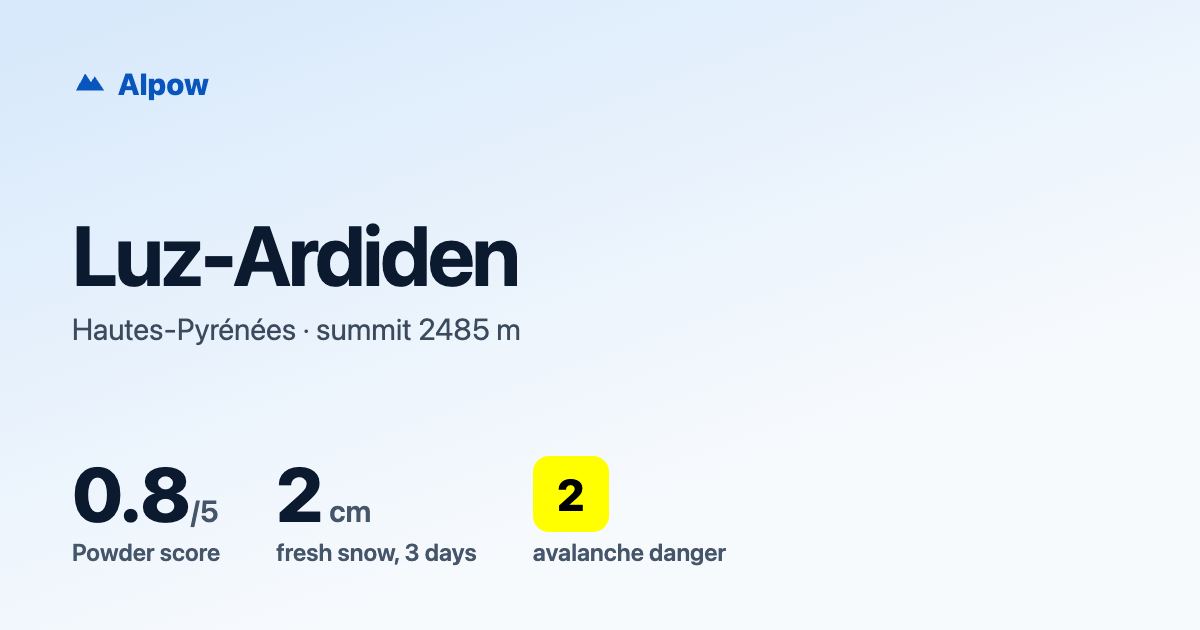 Alpow
Luz-Ardiden
Hautes-Pyrénées · summit 2485 m
0.8/5
Powder score
2 cm
fresh snow, 3 days
2
avalanche danger